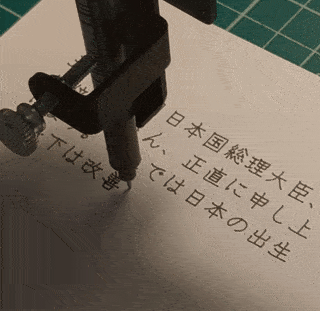 日本国総理大臣、
ん、正直に申し上
では日本の出生
下は改善